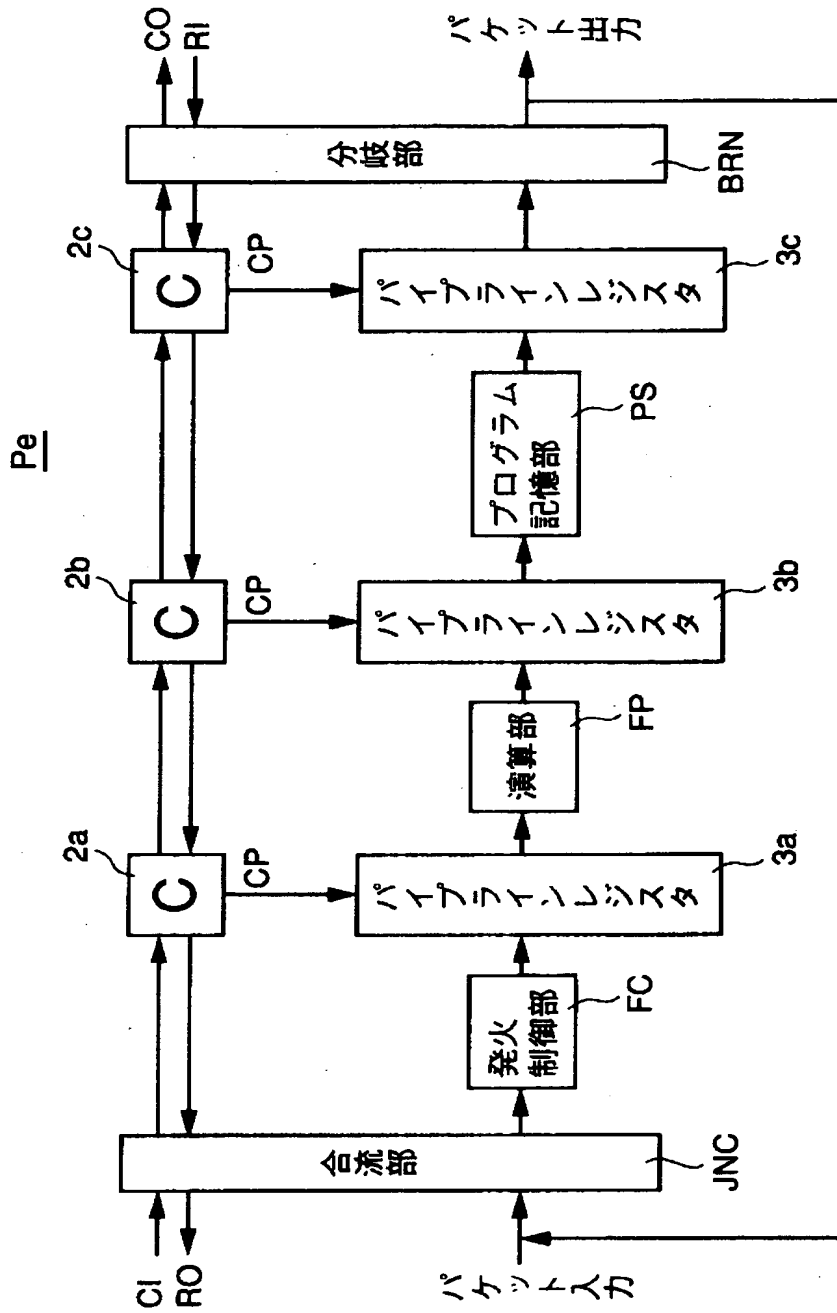 Pe
CI
RO
2a
C
CP
2b
C
CP
2c
C
CP
CO
RI
合流部
JNC
パケット入力
発火
制御部
FC
パイプラインレジスタ
3a
演算部
FP
パイプラインレジスタ
3b
プログラム
記憶部
PS
パイプラインレジスタ
3c
分岐部
BRN
パケット出力